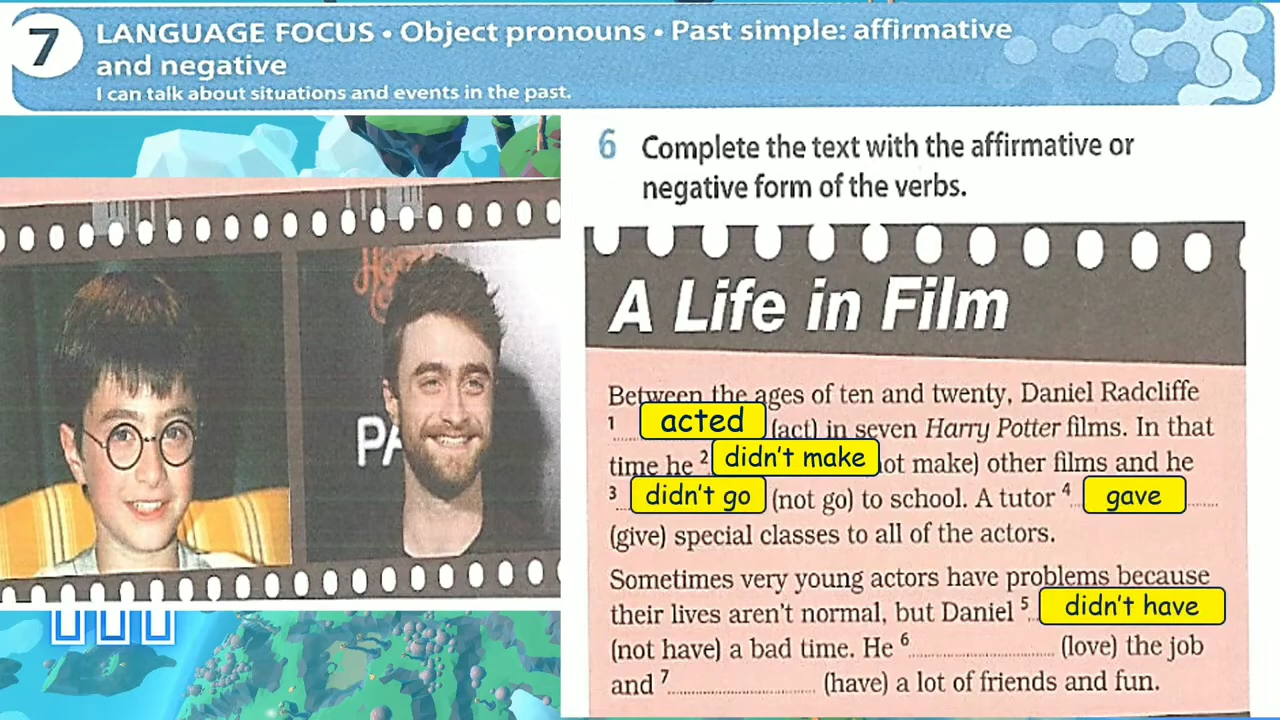 7
LANGUAGE FOCUS • Object pronouns • Past simple: affirmative
and negative
I can talk about situations and events in the past.
6 Complete the text with the affirmative or
negative form of the verbs.
A Life in Film
Between the ages of ten and twenty, Daniel Radcliffe
1 acted (act) in seven Harry Potter films. In that
time he 2 didn't make not make) other films and he
3 didn't go (not go) to school. A tutor 4 gave
(give) special classes to all of the actors.
Sometimes very young actors have problems because
their lives aren't normal, but Daniel 5 didn't have
(not have) a bad time. He 6 .................... (love) the job
and 7 .................... (have) a lot of friends and fun.
PA